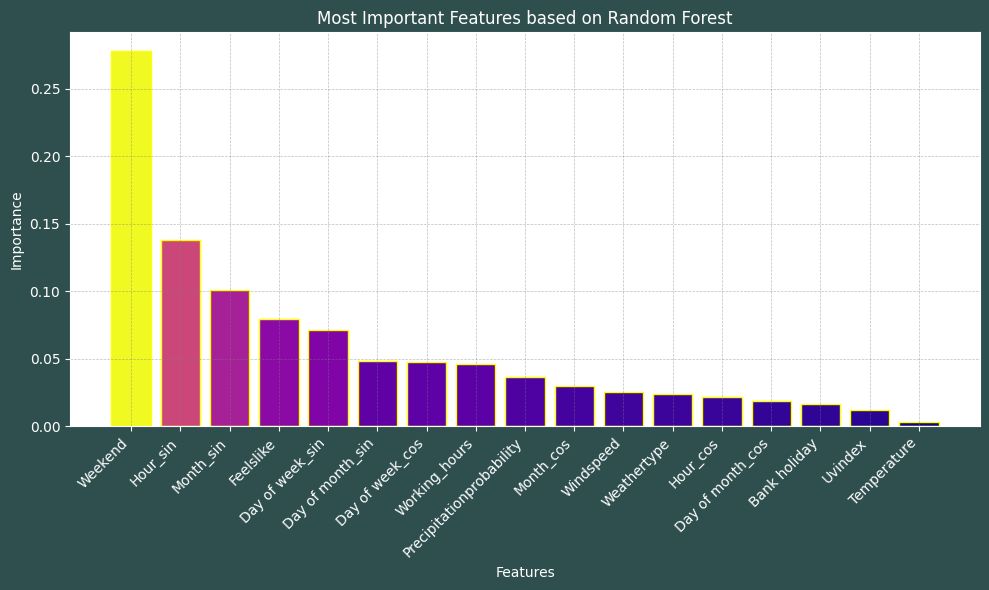 Most Important Features based on Random Forest
Importance
0.25
0.20
0.15
0.10
0.05
0.00
Weekend
Hour_sin
Month_sin
Feelslike
Day of week_sin
Day of month_sin
Day of week_cos
Working_hours
Precipitationprobability
Month_cos
Windspeed
Weathertype
Hour_cos
Day of month_cos
Bank holiday
Uvindex
Temperature
Features